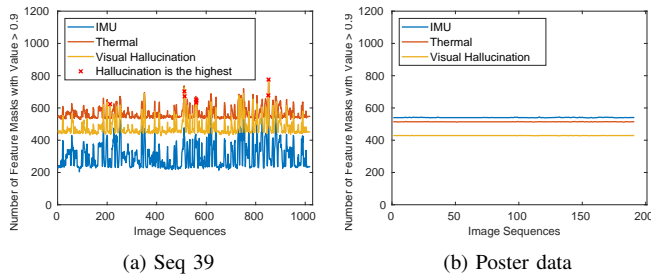 Number of Feature Masks with Value > 0.9
1200
1000
800
600
400
200
0
IMU
Thermal
Visual Hallucination
Hallucination is the highest
0 200 400 600 800 1000
Image Sequences
(a) Seq 39
Number of Feature Masks with Value > 0.9
1200
1000
800
600
400
200
0
IMU
Thermal
Visual Hallucination
0 50 100 150 200
Image Sequences
(b) Poster data